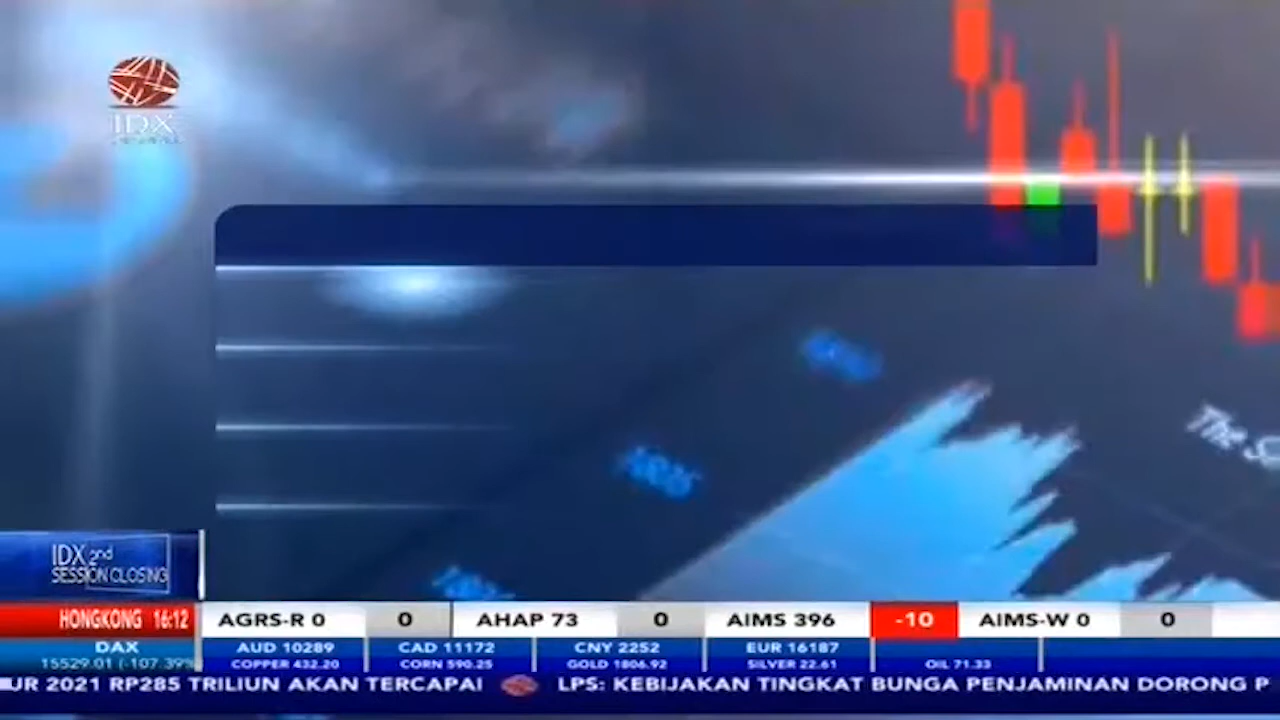 IDX
The S
IDX 2nd
SESSION CLOSING
HONGKONG 16:12
AGRS-R 0 0 AHAP 73 0 AIMS 396 -10 AIMS-W 0 0
DAX AUD 10289 CAD 11172 CNY 2252 EUR 16187
15529.01 (-107.39% COPPER 432.20 CORN 590.25 GOLD 1806.92 SILVER 22.61 OIL 71.33
UR 2021 RP285 TRILIUN AKAN TERCAPAI LPS: KEBIJAKAN TINGKAT BUNGA PENJAMINAN DORONG P